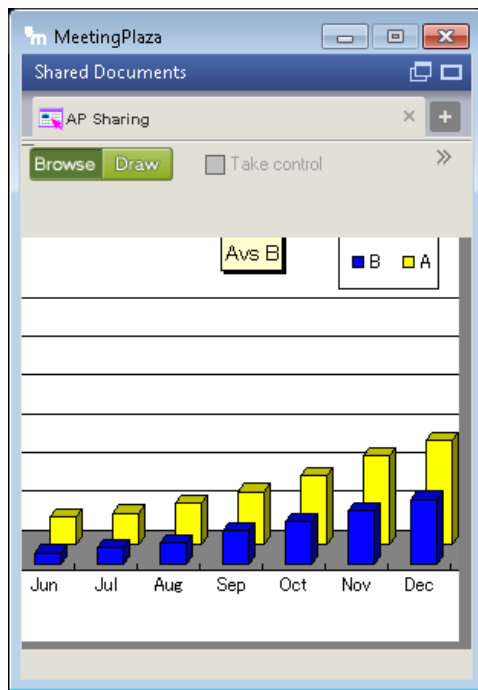 MeetingPlaza
Shared Documents
AP Sharing
Browse Draw Take control
Avs B
B A
Jun Jul Aug Sep Oct Nov Dec